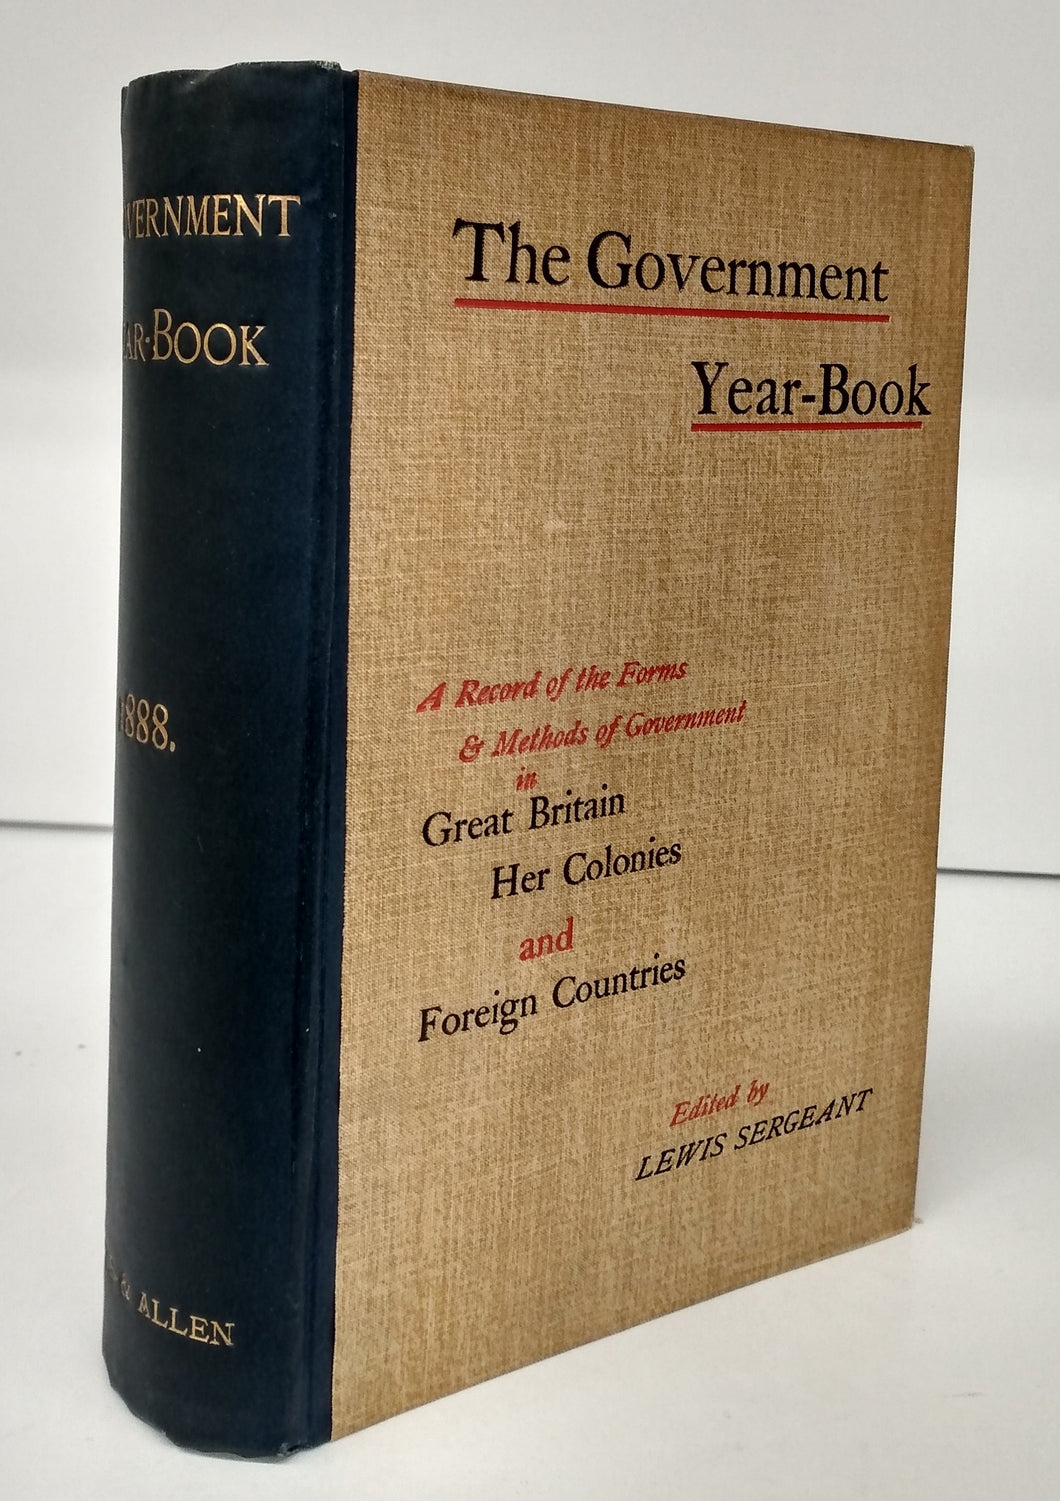 VERNMENT
AR·BOOK
1888.
& ALLEN
The Government
Year-Book
A Record of the Forms
& Methods of Government
in
Great Britain
Her Colonies
and
Foreign Countries
Edited by
LEWIS SERGEANT